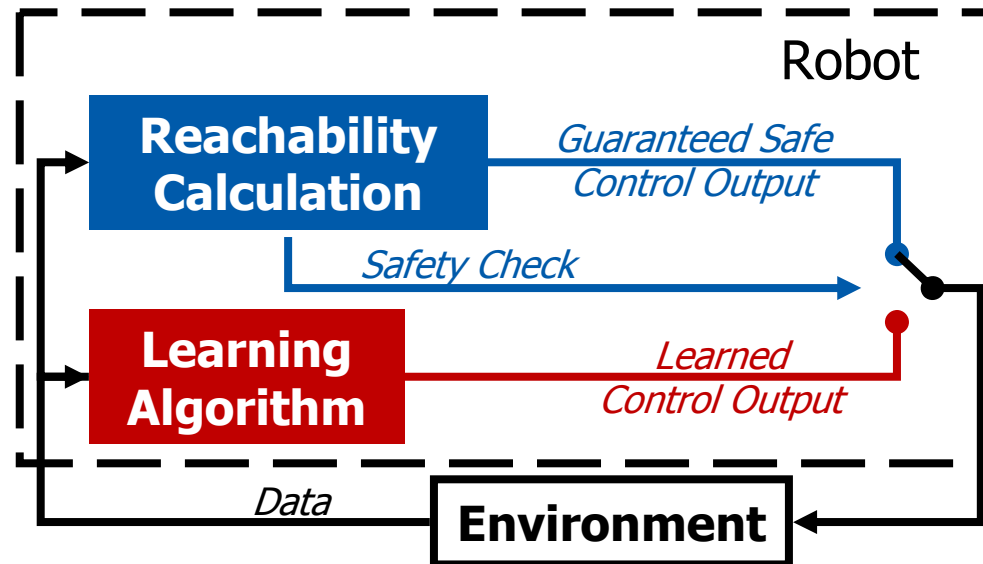 Robot
Reachability
Calculation
Guaranteed Safe
Control Output
Safety Check
Learning
Algorithm
Learned
Control Output
Data
Environment